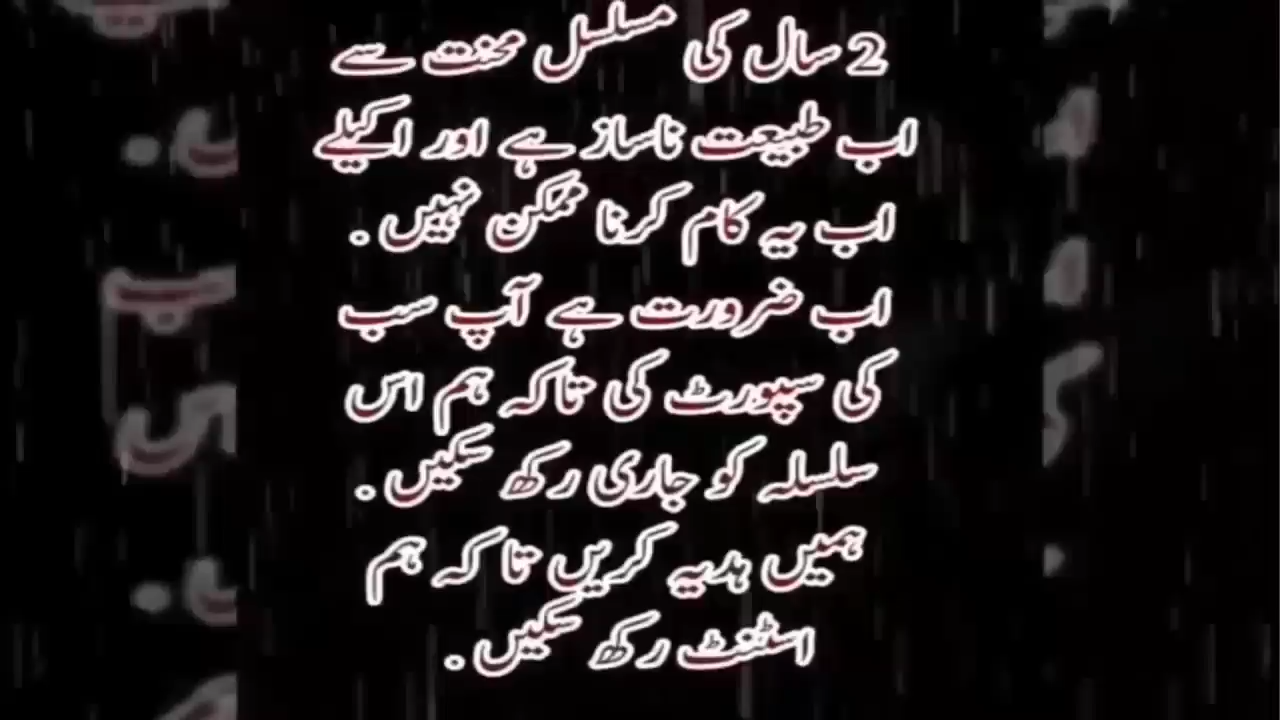 2 سال کی مسلسل محنت سے
اب طبیعت ناساز ہے اور اکیلے
اب یہ کام کرنا ممکن نہیں .
اب ضرورت ہے آپ سب
کی سپورٹ کی تاکہ ہم اس
سلسلہ کو جاری رکھ سکیں .
ہمیں ہدیہ کریں تا کہ ہم
اسٹنٹ رکھ سکیں .